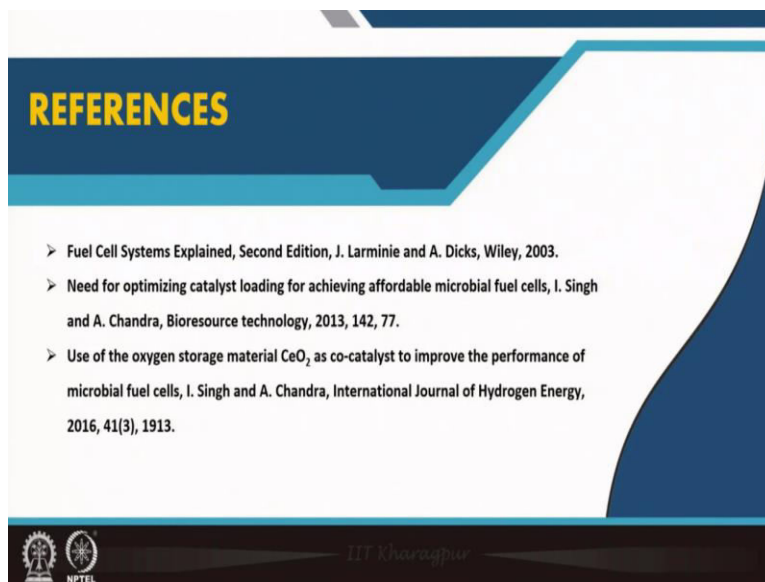 REFERENCES
➢ Fuel Cell Systems Explained, Second Edition, J. Larminie and A. Dicks, Wiley, 2003.
➢ Need for optimizing catalyst loading for achieving affordable microbial fuel cells, I. Singh
and A. Chandra, Bioresource technology, 2013, 142, 77.
➢ Use of the oxygen storage material CeO₂ as co-catalyst to improve the performance of
microbial fuel cells, I. Singh and A. Chandra, International Journal of Hydrogen Energy,
2016, 41(3), 1913.
IIT Kharagpur
NPTEL